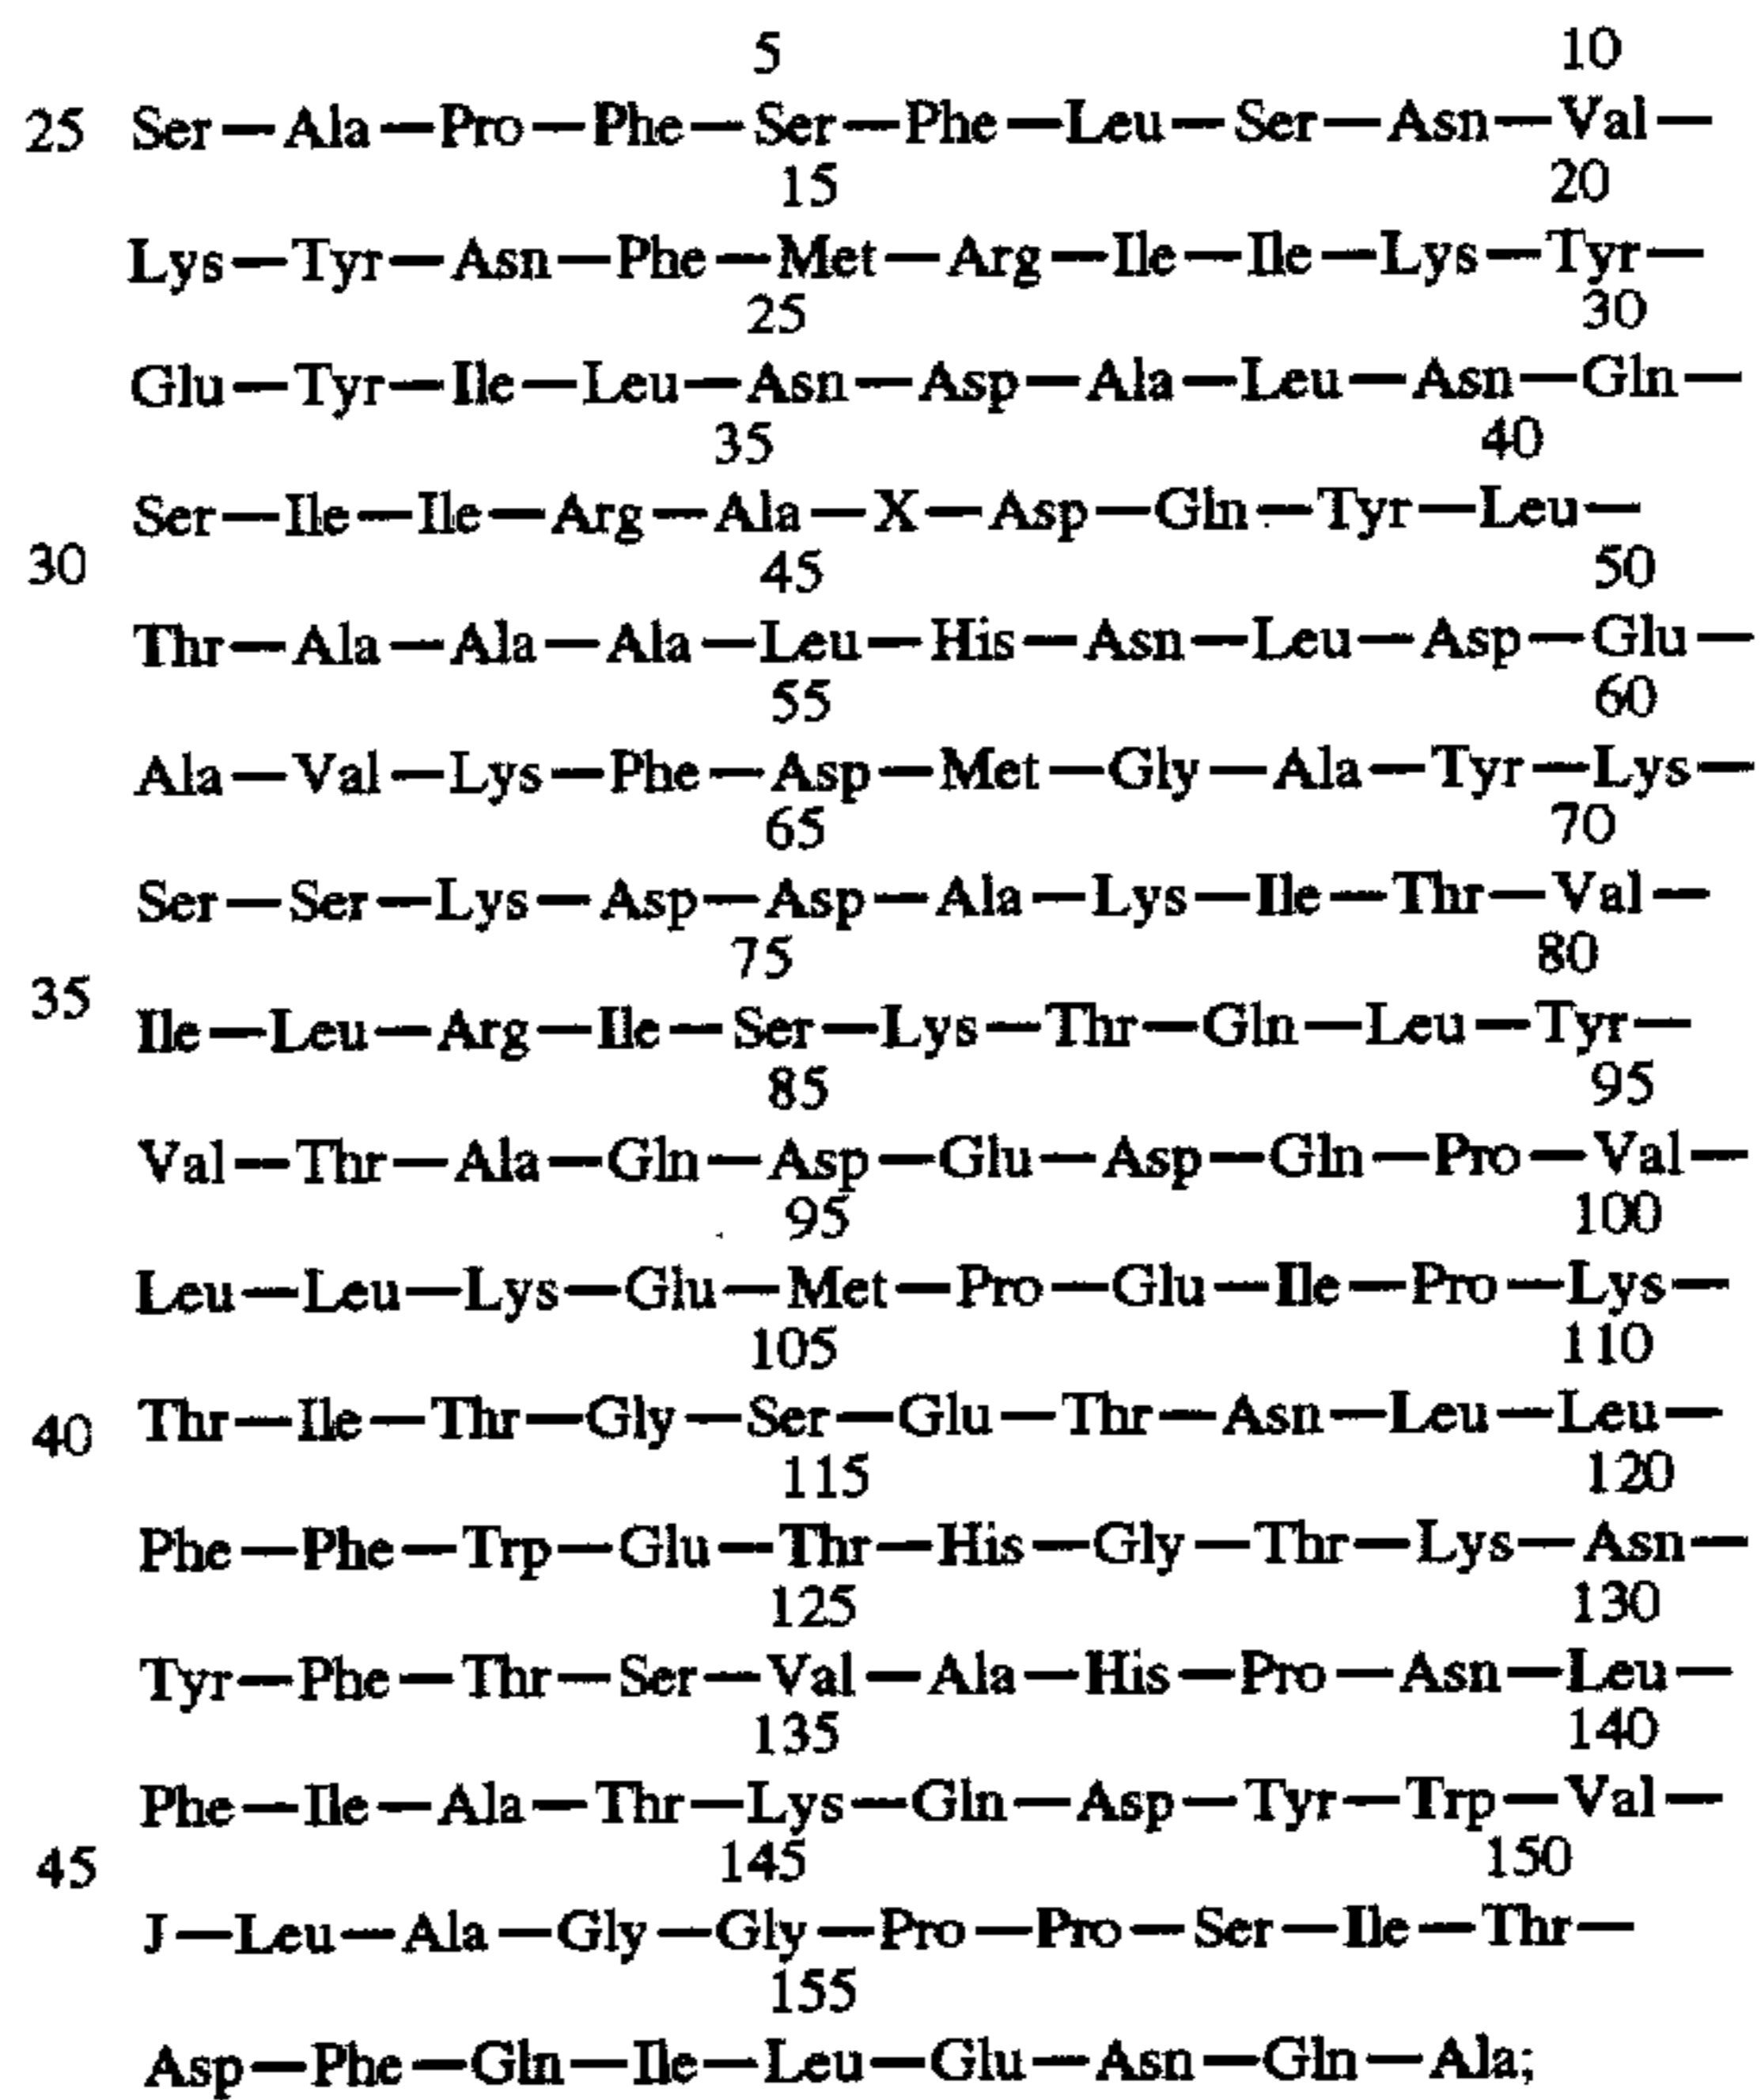 5 10
25 Ser—Ala—Pro—Phe—Ser—Phe—Leu—Ser—Asn—Val—
15 20
Lys—Tyr—Asn—Phe—Met—Arg—Ile—Ile—Lys—Tyr—
25 30
Glu—Tyr—Ile—Leu—Asn—Asp—Ala—Leu—Asn—Gln—
35 40
Ser—Ile—Ile—Arg—Ala—X—Asp—Gln—Tyr—Leu—
30 45 50
Thr—Ala—Ala—Ala—Leu—His—Asn—Leu—Asp—Glu—
55 60
Ala—Val—Lys—Phe—Asp—Met—Gly—Ala—Tyr—Lys—
65 70
Ser—Ser—Lys—Asp—Asp—Ala—Lys—Ile—Thr—Val—
75 80
35 Ile—Leu—Arg—Ile—Ser—Lys—Thr—Gln—Leu—Tyr—
85 95
Val—Thr—Ala—Gln—Asp—Glu—Asp—Gln—Pro—Val—
95 100
Leu—Leu—Lys—Glu—Met—Pro—Glu—Ile—Pro—Lys—
105 110
40 Thr—Ile—Thr—Gly—Ser—Glu—Thr—Asn—Leu—Leu—
115 120
Phe—Phe—Trp—Glu—Thr—His—Gly—Thr—Lys—Asn—
125 130
Tyr—Phe—Thr—Ser—Val—Ala—His—Pro—Asn—Leu—
135 140
Phe—Ile—Ala—Thr—Lys—Gln—Asp—Tyr—Trp—Val—
45 145 150
J—Leu—Ala—Gly—Gly—Pro—Pro—Ser—Ile—Thr—
155
Asp—Phe—Gln—Ile—Leu—Glu—Asn—Gln—Ala;